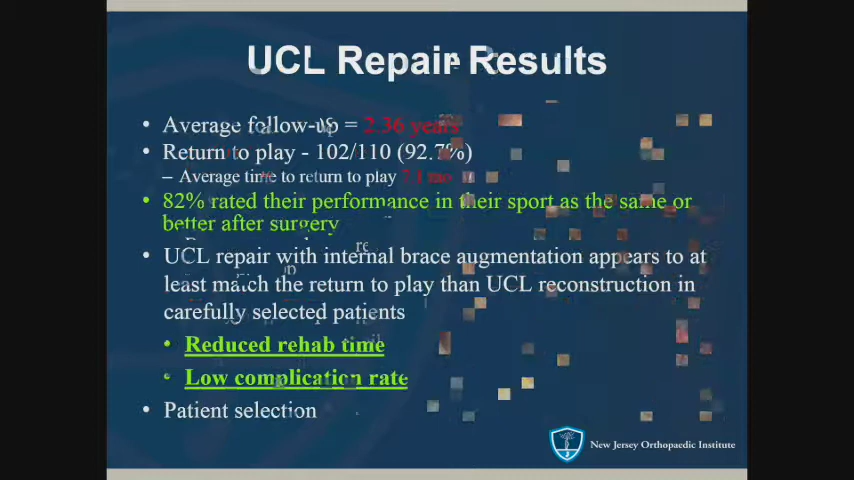 UCL Repair Results
• Average follow-up = 2.36 years
• Return to play - 102/110 (92.7%)
– Average time to return to play
• 82% rated their performance in their sport as the same or
better after surgery
• UCL repair with internal brace augmentation appears to at
least match the return to play than UCL reconstruction in
carefully selected patients
• Reduced rehab time
• Low complication rate
• Patient selection
New Jersey Orthopaedic Institute